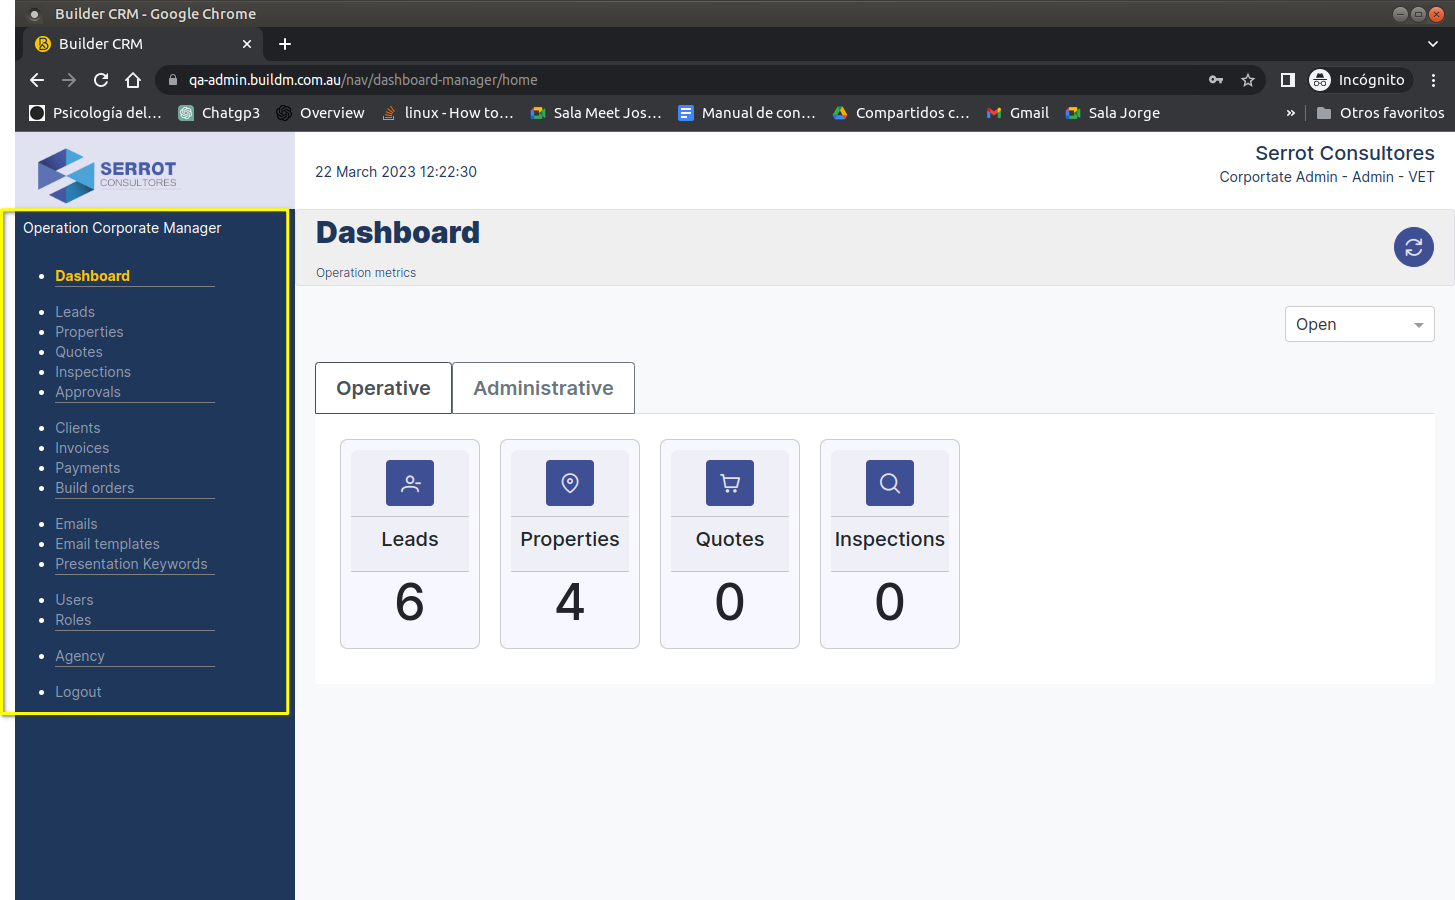 Builder CRM - Google Chrome
Builder CRM
qa-admin.buildm.com.au/nav/dashboard-manager/home
Incógnito
Psicología del...
Chatgp3
Overview
linux - How to...
Sala Meet Jos...
Manual de con...
Compartidos c...
Gmail
Sala Jorge
»
Otros favoritos
SERROT
CONSULTORES
22 March 2023 12:22:30
Serrot Consultores
Corportate Admin - Admin - VET
Operation Corporate Manager
Dashboard
Leads
Properties
Quotes
Inspections
Approvals
Clients
Invoices
Payments
Build orders
Emails
Email templates
Presentation Keywords
Users
Roles
Agency
Logout
Dashboard
Operation metrics
Open
Operative
Administrative
Leads
6
Properties
4
Quotes
0
Inspections
0